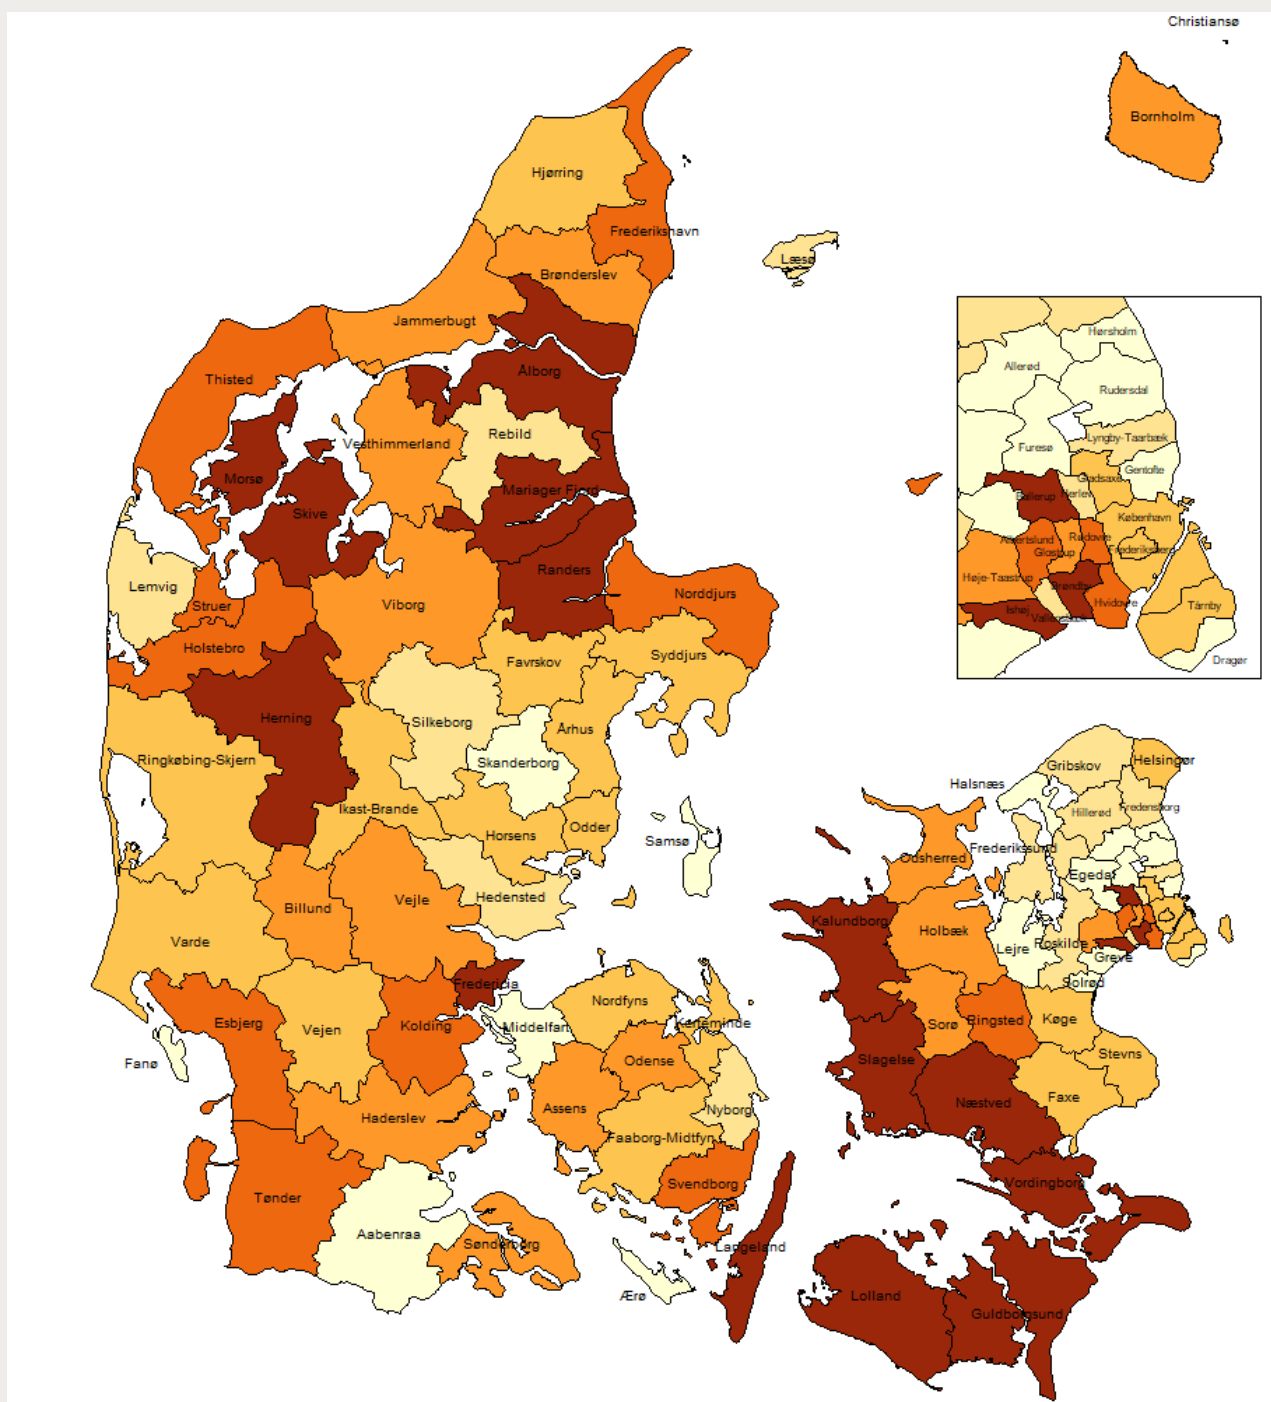 Christiansø
Bornholm
Hjørring
Frederikshavn
Læsø
Brønderslev
Jammerbugt
Thisted
Ålborg
Hørsholm
Allerød
Rudersdal
Vesthimmerland
Rebild
Lyngby-Taarbæk
Furesø
Gentofte
Gladsaxe
Morsø
Mariager Fjord
Ballerup
Herlev
Skive
København
Albertslund
Rødovre
Glostrup
Frederiksberg
Randers
Høje-Taastrup
Lemvig
Brøndby
Norddjurs
Viborg
Struer
Hvidovre
Tårnby
Ishøj
Vallensbæk
Holstebro
Favrskov
Syddjurs
Dragør
Herning
Silkeborg
Århus
Ringkøbing-Skjern
Skanderborg
Helsingør
Gribskov
Halsnæs
Ikast-Brande
Hillerød
Fredensborg
Horsens
Odder
Samsø
Frederikssund
Odsherred
Egedal
Hedensted
Billund
Vejle
Kalundborg
Holbæk
Varde
Lejre
Roskilde
Greve
Fredericia
Solrød
Nordfyns
Esbjerg
Vejen
Kolding
Middelfart
Kerteminde
Sorø
Ringsted
Køge
Stevns
Fanø
Odense
Slagelse
Assens
Nyborg
Næstved
Faxe
Haderslev
Faaborg-Midtfyn
Svendborg
Vordingborg
Tønder
Aabenraa
Sønderborg
Langeland
Ærø
Lolland
Guldborgsund